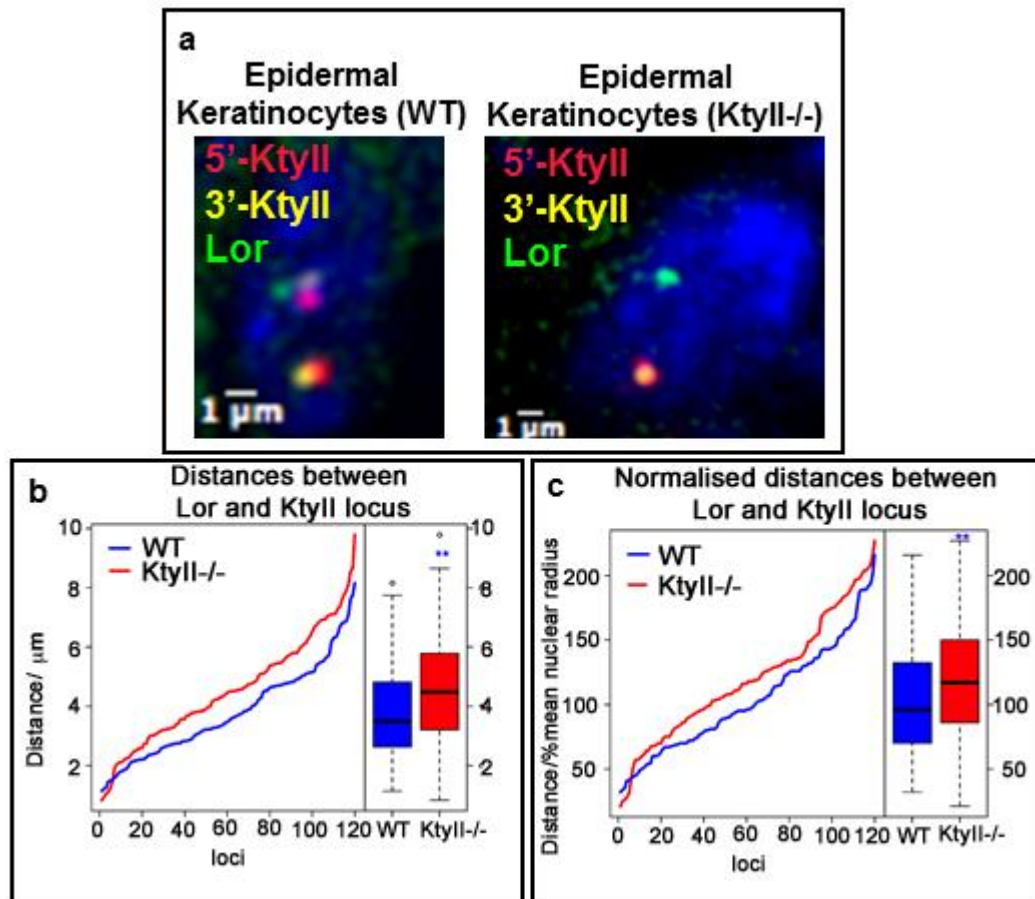 a
Epidermal
Keratinocytes (WT)
5'-KtyII
3'-KtyII
Lor
1 µm
Epidermal
Keratinocytes (KtyII-/-)
5'-KtyII
3'-KtyII
Lor
1 µm
b
Distances between
Lor and KtyII locus
Distance/ µm
10
8
6
4
2
WT
KtyII-/-
**
10
8
6
4
2
0 20 40 60 80 100 120
WT KtyII-/-
loci
c
Normalised distances between
Lor and KtyII locus
Distance/%mean nuclear radius
200
150
100
50
WT
KtyII-/-
**
200
150
100
50
0 20 40 60 80 100 120
WT KtyII-/-
loci